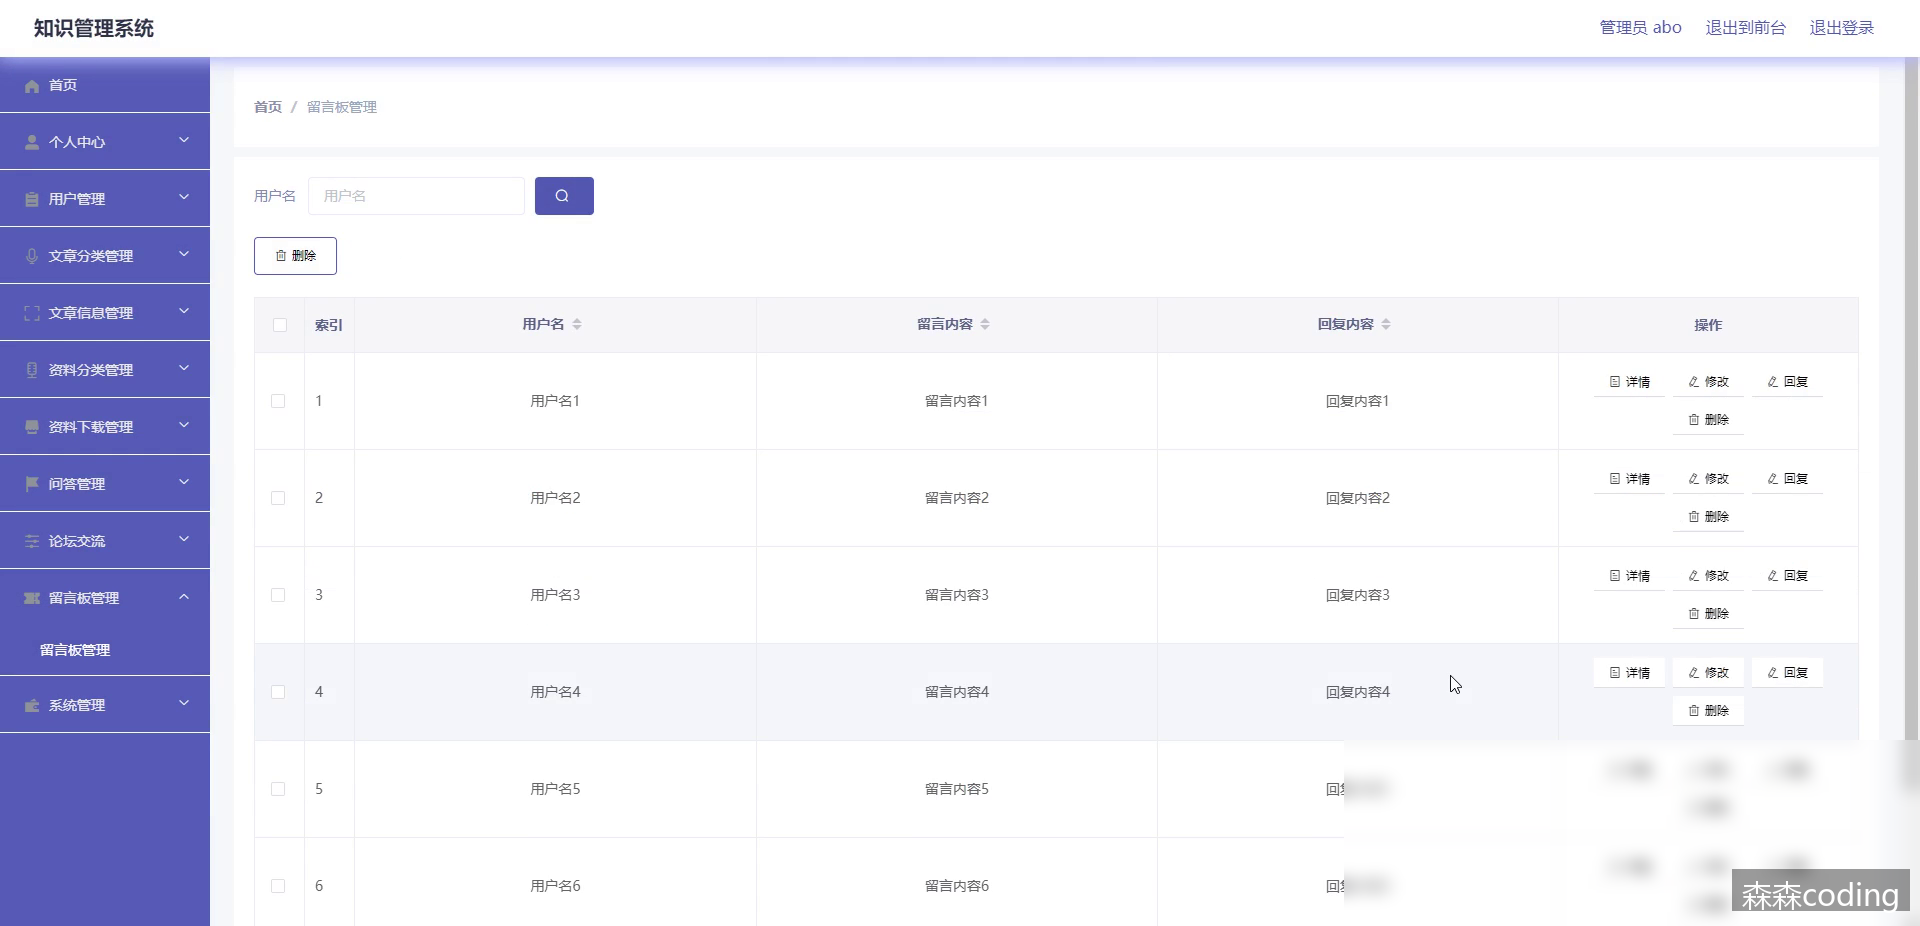 知识管理系统
管理员 abo 退出到前台 退出登录
首页
个人中心
用户管理
文章分类管理
文章信息管理
资料分类管理
资料下载管理
问答管理
论坛交流
留言板管理
留言板管理
系统管理
首页 / 留言板管理
用户名 用户名
删除
索引 用户名 留言内容 回复内容 操作
1 用户名1 留言内容1 回复内容1 详情 修改 回复
删除
2 用户名2 留言内容2 回复内容2 详情 修改 回复
删除
3 用户名3 留言内容3 回复内容3 详情 修改 回复
删除
4 用户名4 留言内容4 回复内容4 详情 修改 回复
删除
5 用户名5 留言内容5 回
6 用户名6 留言内容6 回
森森coding